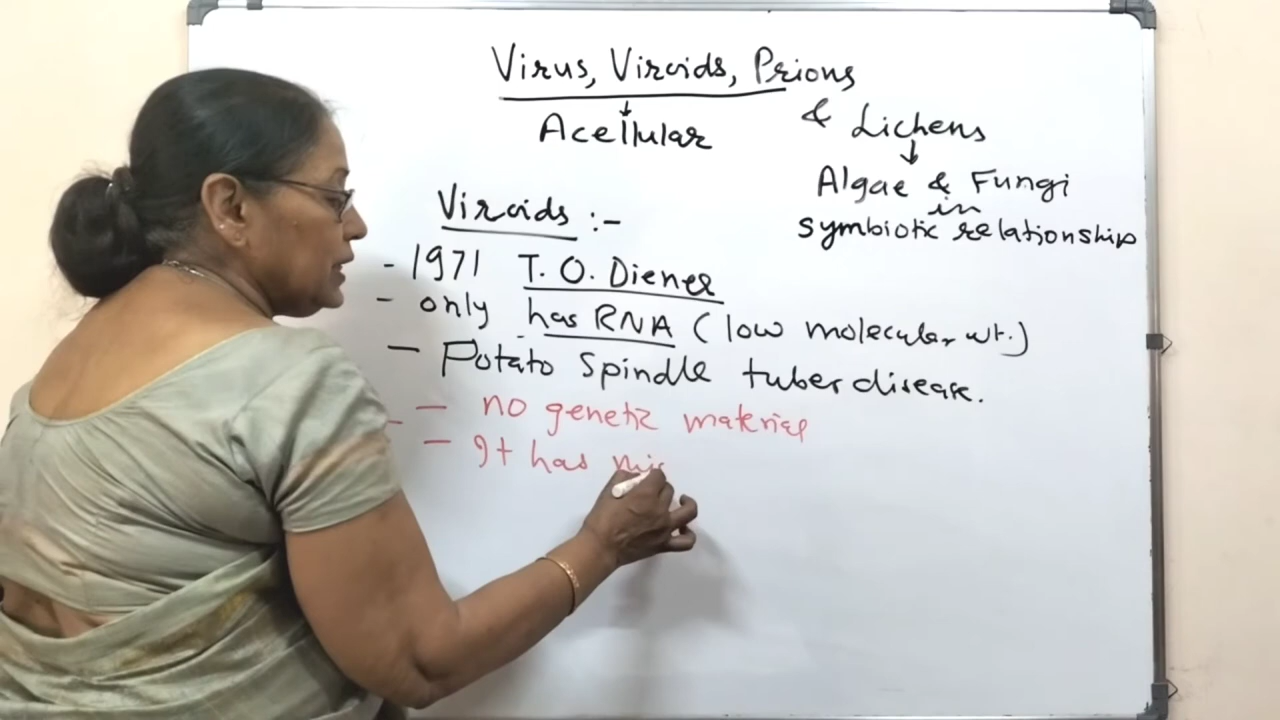 Virus, Viroids, Prions
& Lichens
Acellular
Algae & Fungi
in
symbiotic relationship
Viroids :-
- 1971 T. O. Diener
- only has RNA (low molecular wt.)
- Potato Spindle tuber disease.
- - no genetic material
- It has